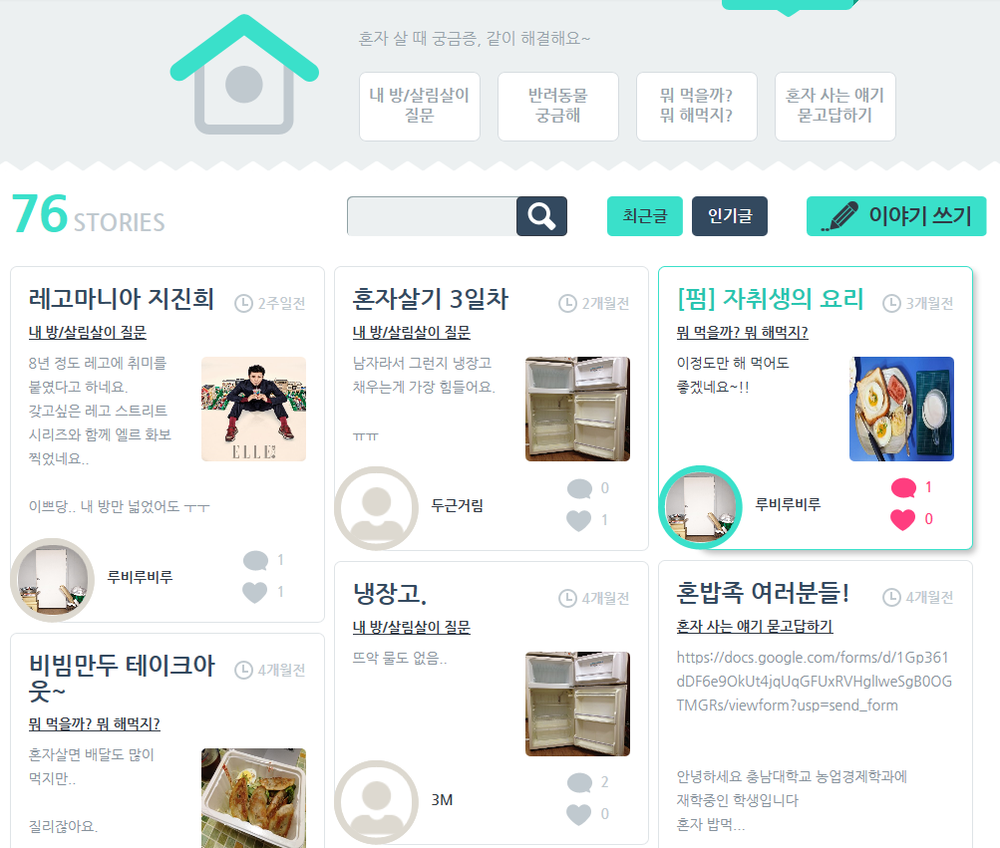 혼자 살 때 궁금증, 같이 해결해요~
내 방/살림살이
질문
반려동물
궁금해
뭐 먹을까?
뭐 해먹지?
혼자 사는 얘기
묻고답하기
76 STORIES
최근글
인기글
이야기 쓰기
레고마니아 지진희
2주일전
내 방/살림살이 질문
8년 정도 레고에 취미를
붙였다고 하네요.
갖고싶은 레고 스트리트
시리즈와 함께 엘르 화보
찍었네요..
이쁘당.. 내 방만 넓었어도 ㅜㅜ
ELLE
루비루비루
1
1
비빔만두 테이크아
웃~
4개월전
뭐 먹을까? 뭐 해먹지?
혼자살면 배달도 많이
먹지만..
질리잖아요.
혼자살기 3일차
2개월전
내 방/살림살이 질문
남자라서 그런지 냉장고
채우는게 가장 힘들어요.
ㅠㅠ
두근거림
0
1
냉장고.
4개월전
내 방/살림살이 질문
뜨악 물도 없음..
3M
2
0
[펌] 자취생의 요리
3개월전
뭐 먹을까? 뭐 해먹지?
이정도만 해 먹어도
좋겠네요~!!
루비루비루
1
0
혼밥족 여러분들!
4개월전
혼자 사는 얘기 묻고답하기
https://docs.google.com/forms/d/1Gp361
dDF6e9OkUt4jqUqGFUxRVHglIweSgB0OG
TMGRs/viewform?usp=send_form
안녕하세요 충남대학교 농업경제학과에
재학중인 학생입니다
혼자 밥먹...